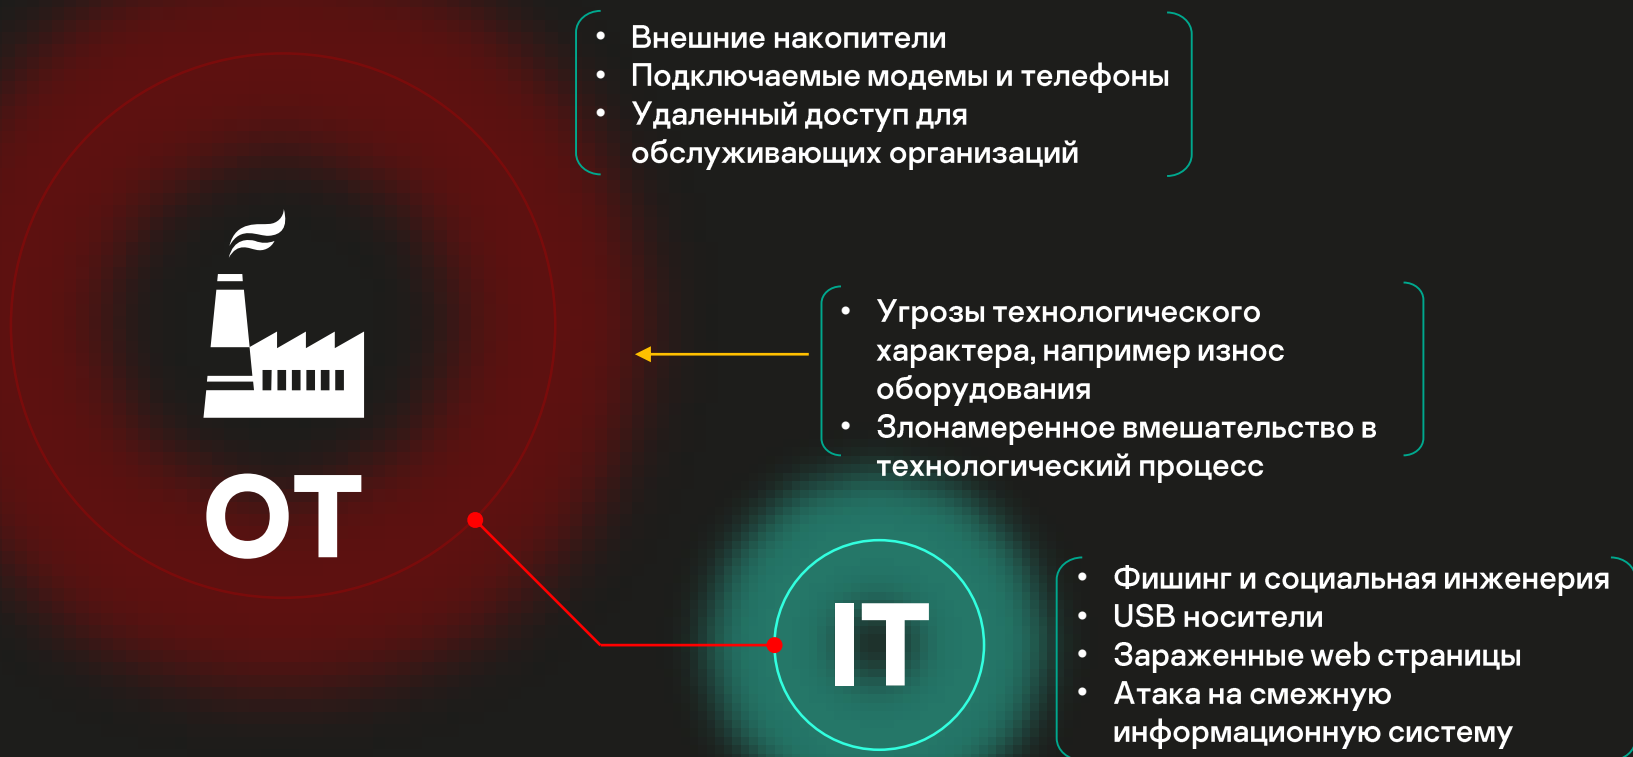 • Внешние накопители
• Подключаемые модемы и телефоны
• Удаленный доступ для
обслуживающих организаций
• Угрозы технологического
характера, например износ
оборудования
• Злонамеренное вмешательство в
технологический процесс
OT
IT
• Фишинг и социальная инженерия
• USB носители
• Зараженные web страницы
• Атака на смежную
информационную систему